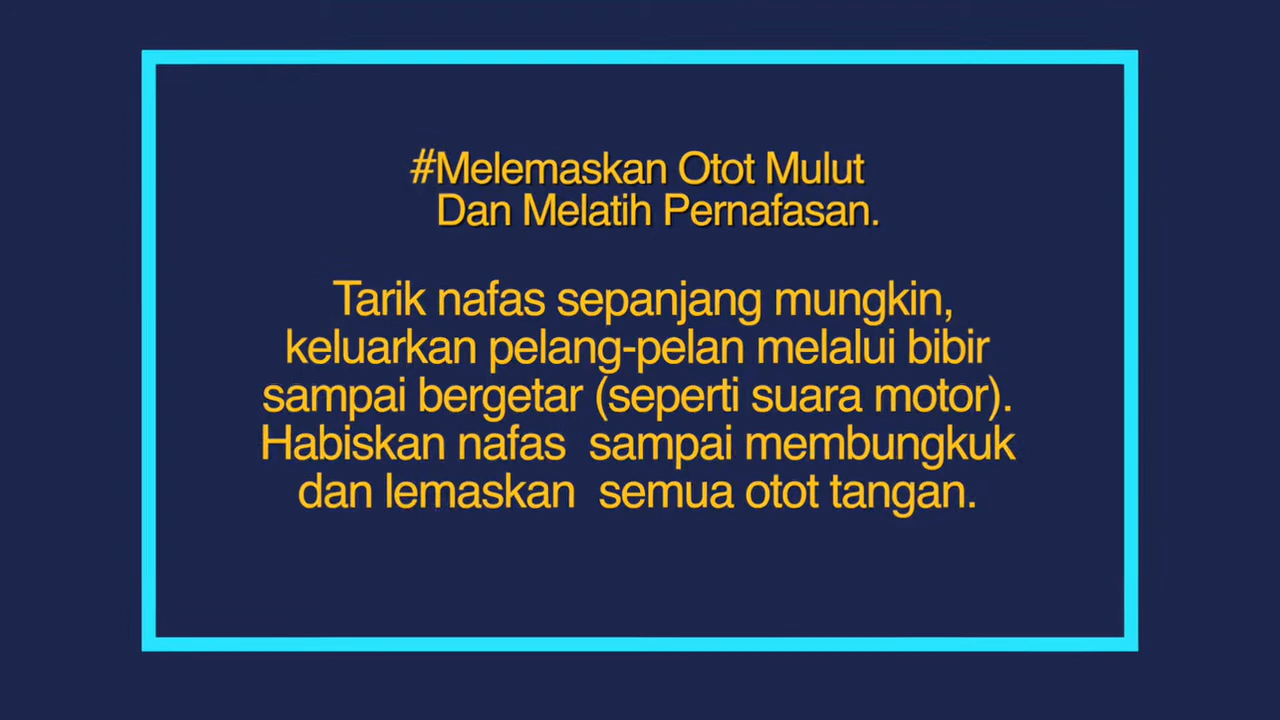 #Melemaskan Otot Mulut
Dan Melatih Pernafasan.
Tarik nafas sepanjang mungkin,
keluarkan pelang-pelan melalui bibir
sampai bergetar (seperti suara motor).
Habiskan nafas  sampai membungkuk
dan lemaskan  semua otot tangan.